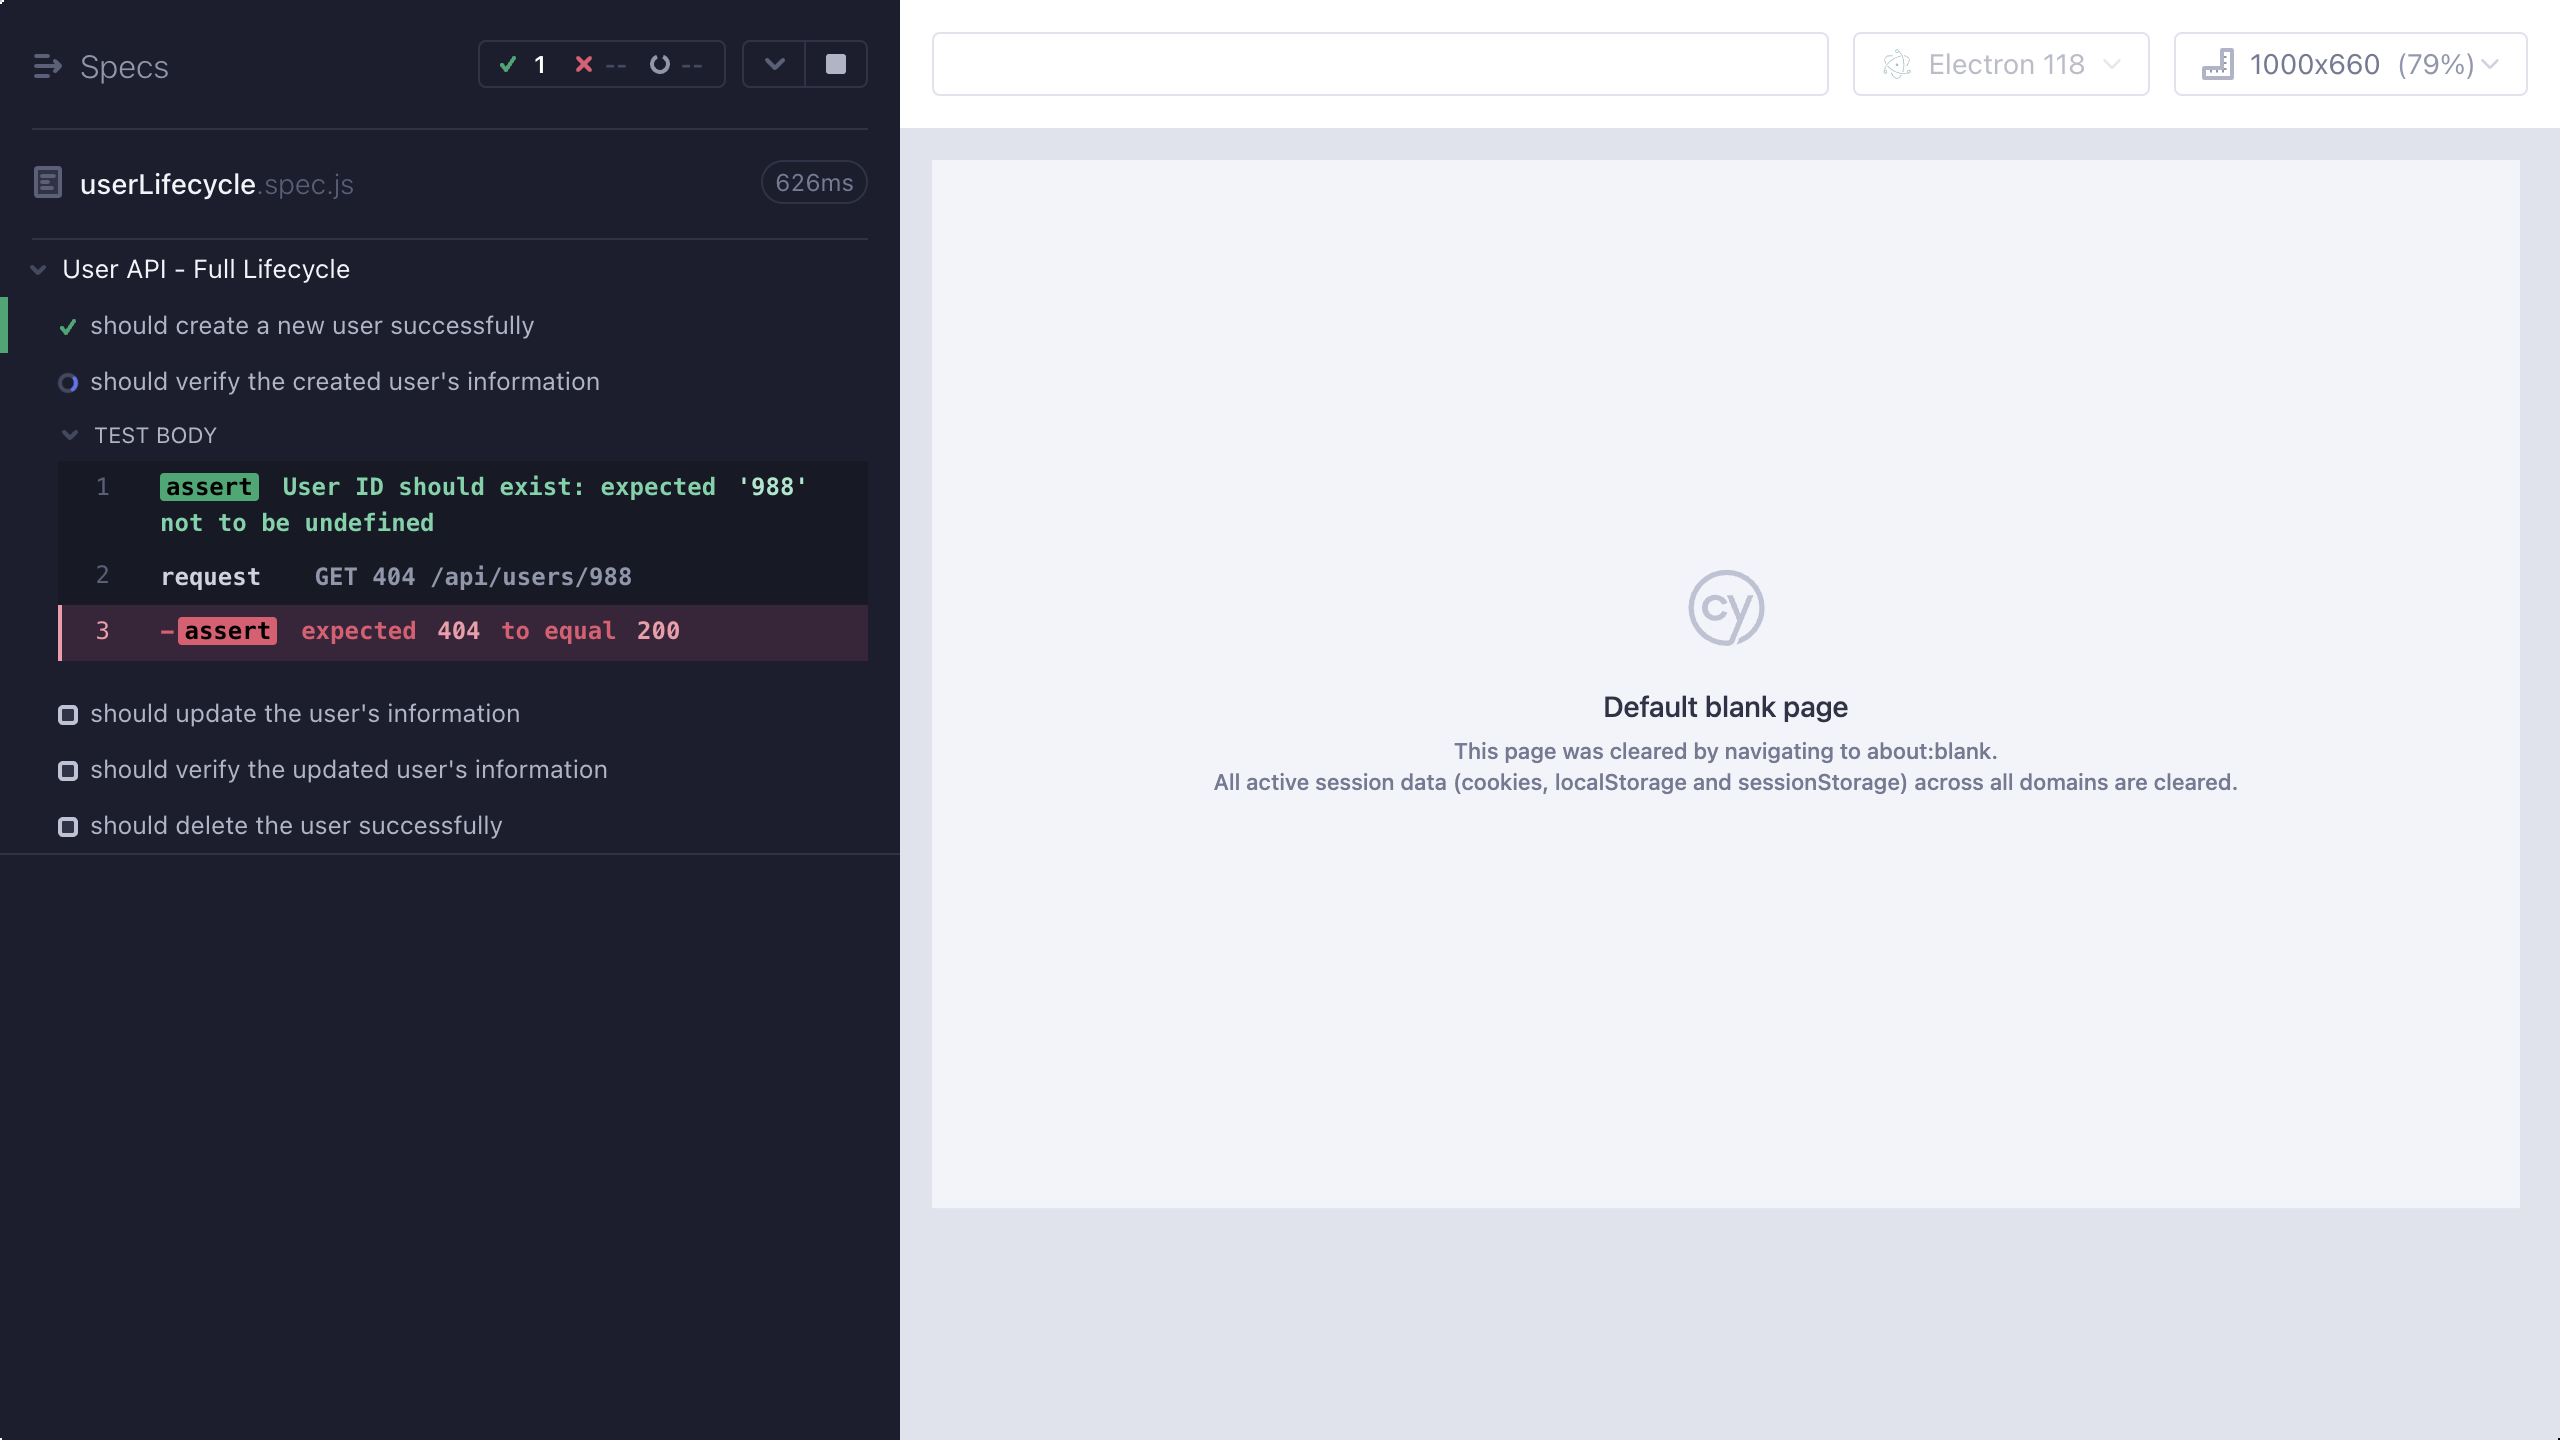 Specs
1 -- --
userLifecycle.spec.js
626ms
User API - Full Lifecycle
should create a new user successfully
should verify the created user's information
TEST BODY
1 assert User ID should exist: expected '988'
not to be undefined
2 request GET 404 /api/users/988
3 -assert expected 404 to equal 200
should update the user's information
should verify the updated user's information
should delete the user successfully
Electron 118
1000x660 (79%)
cy
Default blank page
This page was cleared by navigating to about:blank.
All active session data (cookies, localStorage and sessionStorage) across all domains are cleared.